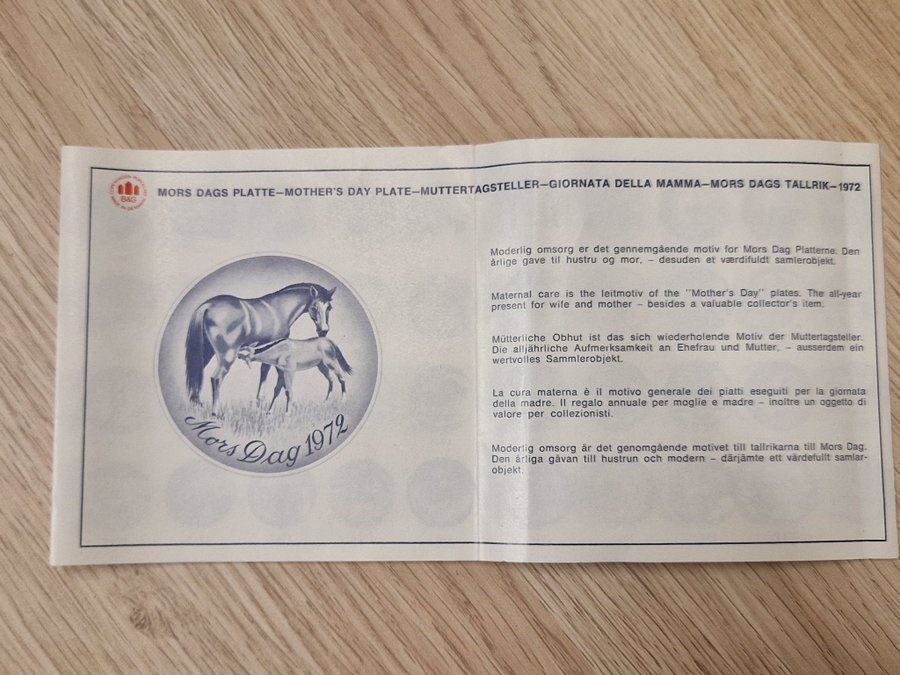 B&G
MORS DAGS PLATTE—MOTHER'S DAY PLATE—MUTTERTAGSTELLER—GIORNATA DELLA MAMMA—MORS DAGS TALLRIK—1972
Mors Dag 1972
Moderlig omsorg er det gennemgående motiv for Mors Dag Platterne. Den
årlige gave til hustru og mor, – desuden et værdifuldt samlerobjekt.
Maternal care is the leitmotiv of the "Mother's Day" plates. The all-year
present for wife and mother – besides a valuable collector's item.
Mütterliche Obhut ist das sich wiederholende Motiv der Muttertagsteller.
Die alljährliche Aufmerksamkeit an Ehefrau und Mutter, – ausserdem ein
wertvolles Sammlerobjekt.
La cura materna è il motivo generale dei piatti eseguiti per la giornata
della madre. Il regalo annuale per moglie e madre – inoltre un oggetto di
valore per collezionisti.
Moderlig omsorg är det genomgående motivet till tallrikarna till Mors Dag.
Den årliga gåvan till hustrun och modern – därjämte ett värdefullt samlar-
objekt.